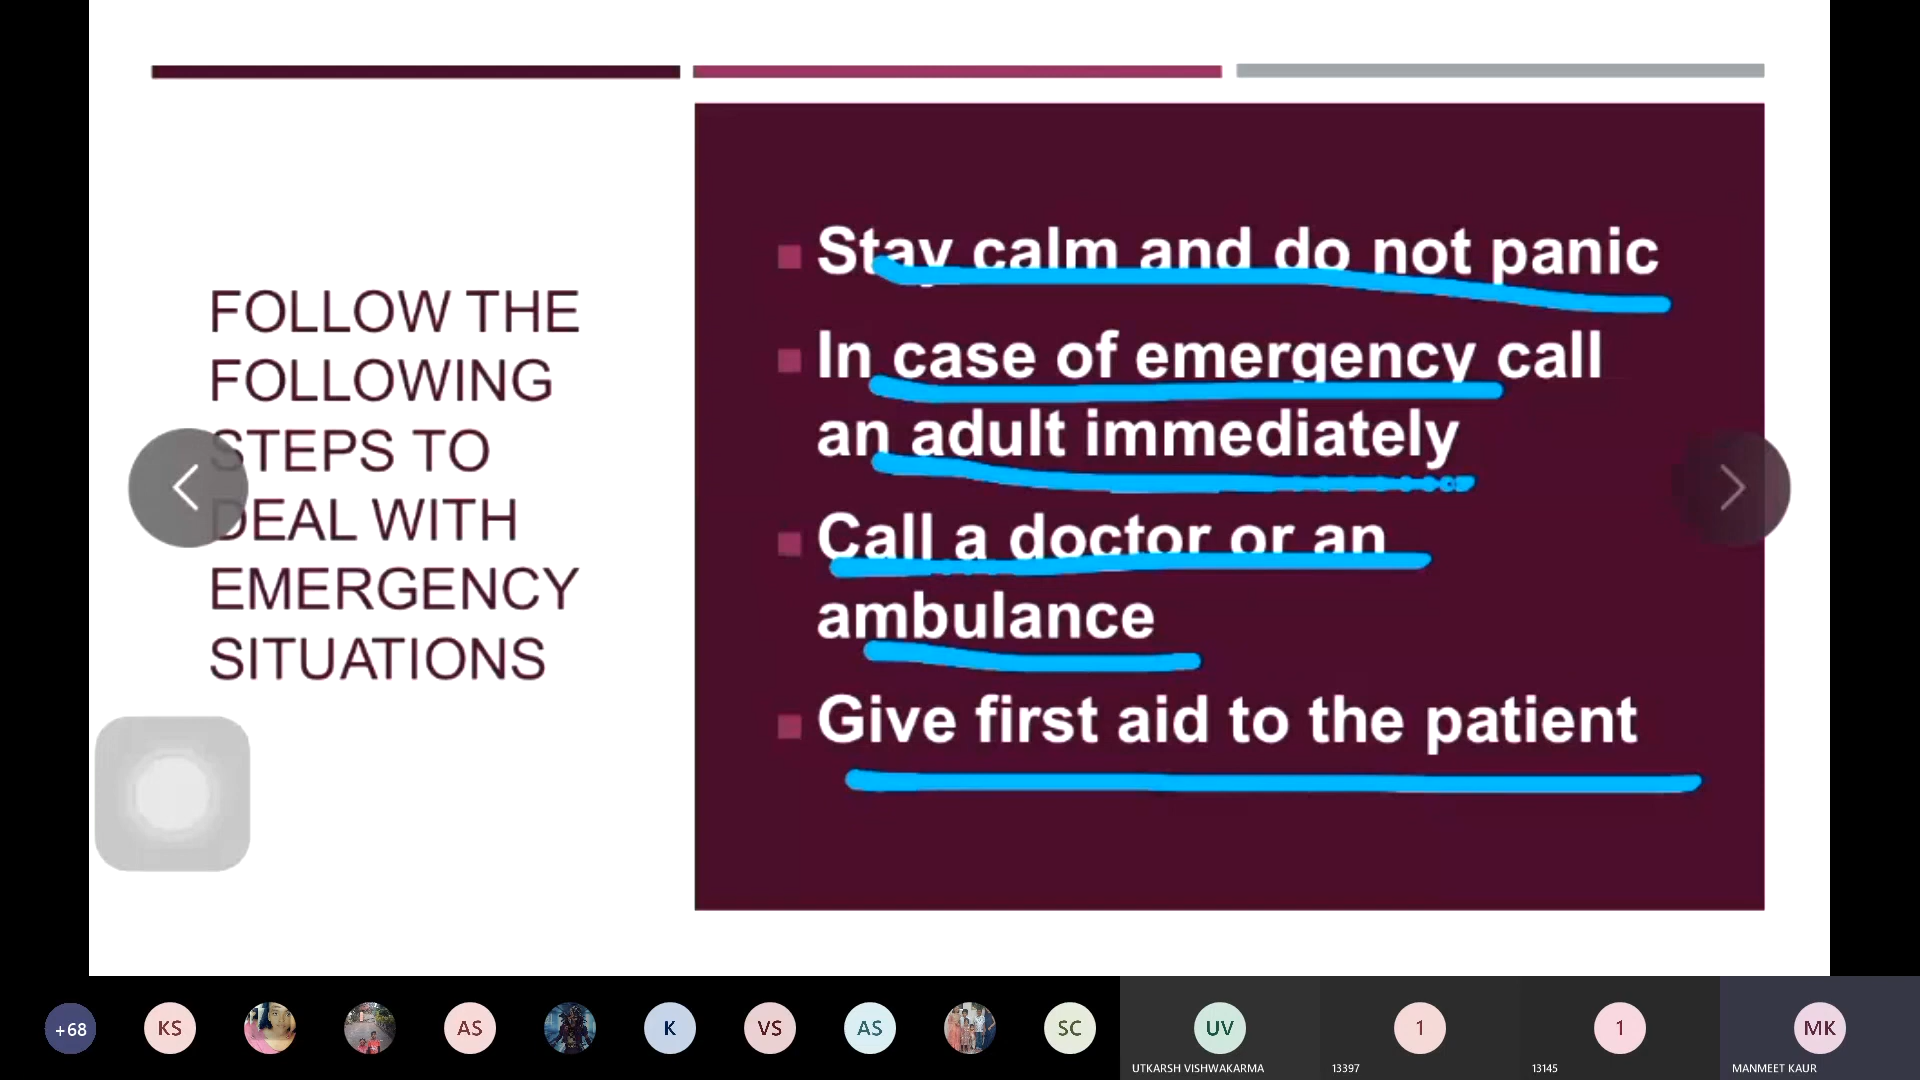 FOLLOW THE
FOLLOWING
STEPS TO
DEAL WITH
EMERGENCY
SITUATIONS
Stay calm and do not panic
In case of emergency call
an adult immediately
Call a doctor or an
ambulance
Give first aid to the patient
+68
KS
AS
K
VS
AS
SC
UV
1
1
MK
UTKARSH VISHWAKARMA
13397
13145
MANMEET KAUR